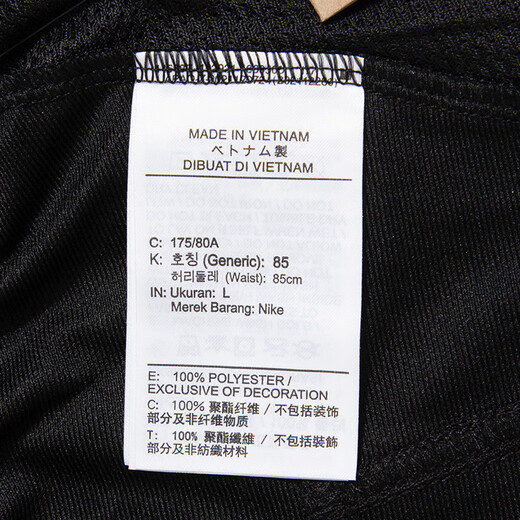 MADE IN VIETNAM
ベトナム製
DIBUAT DI VIETNAM
C: 175/80A
K: 호칭 (Generic): 85
허리둘레 (Waist): 85cm
IN: Ukuran: L
Merek Barang: Nike
E: 100% POLYESTER /
EXCLUSIVE OF DECORATION
C: 100% 聚酯纤维 / 不包括装饰
部分及非纤维物质
T: 100% 聚酯纖維 / 不包括裝飾
部分及非紡織材料